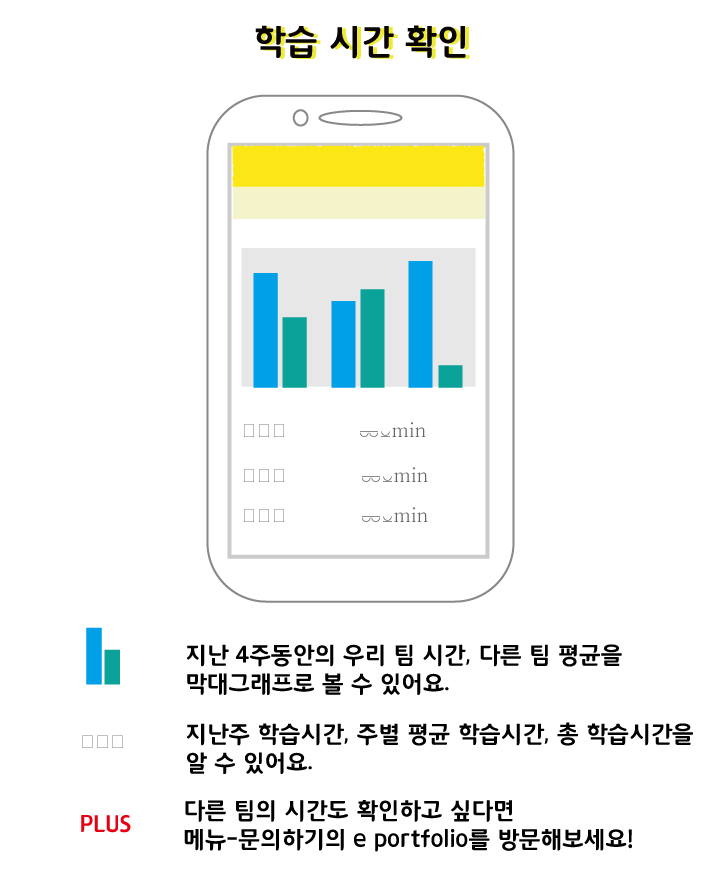 학습 시간 확인
min
min
min
지난 4주동안의 우리 팀 시간, 다른 팀 평균을
막대그래프로 볼 수 있어요.
지난주 학습시간, 주별 평균 학습시간, 총 학습시간을
알 수 있어요.
PLUS
다른 팀의 시간도 확인하고 싶다면
메뉴-문의하기의 e portfolio를 방문해보세요!